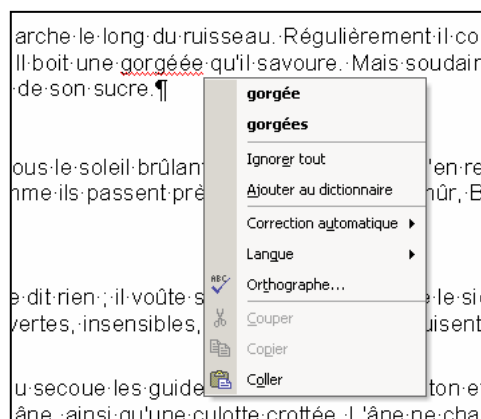 arche·le·long·du·ruisseau.·Régulièrement·il·co
Il·boit·une·gorgéée·qu'il·savoure.·Mais·soudain
·de·son·sucre.¶
gorgée
gorgées
ous·le·soleil·brûlan
Ignorer tout
'en·re
mme·ils·passent·prè
Ajouter au dictionnaire
ûr,·B
Correction automatique
Langue
e·dit·rien·;·il·voûte·s
Orthographe...
e·le·si
vertes,·insensibles,
Couper
uisent
Copier
u·secoue·les·guide
Coller
ton·e
âne,·ainsi·qu'une·culotte·crottée.·L'âne·ne·cha